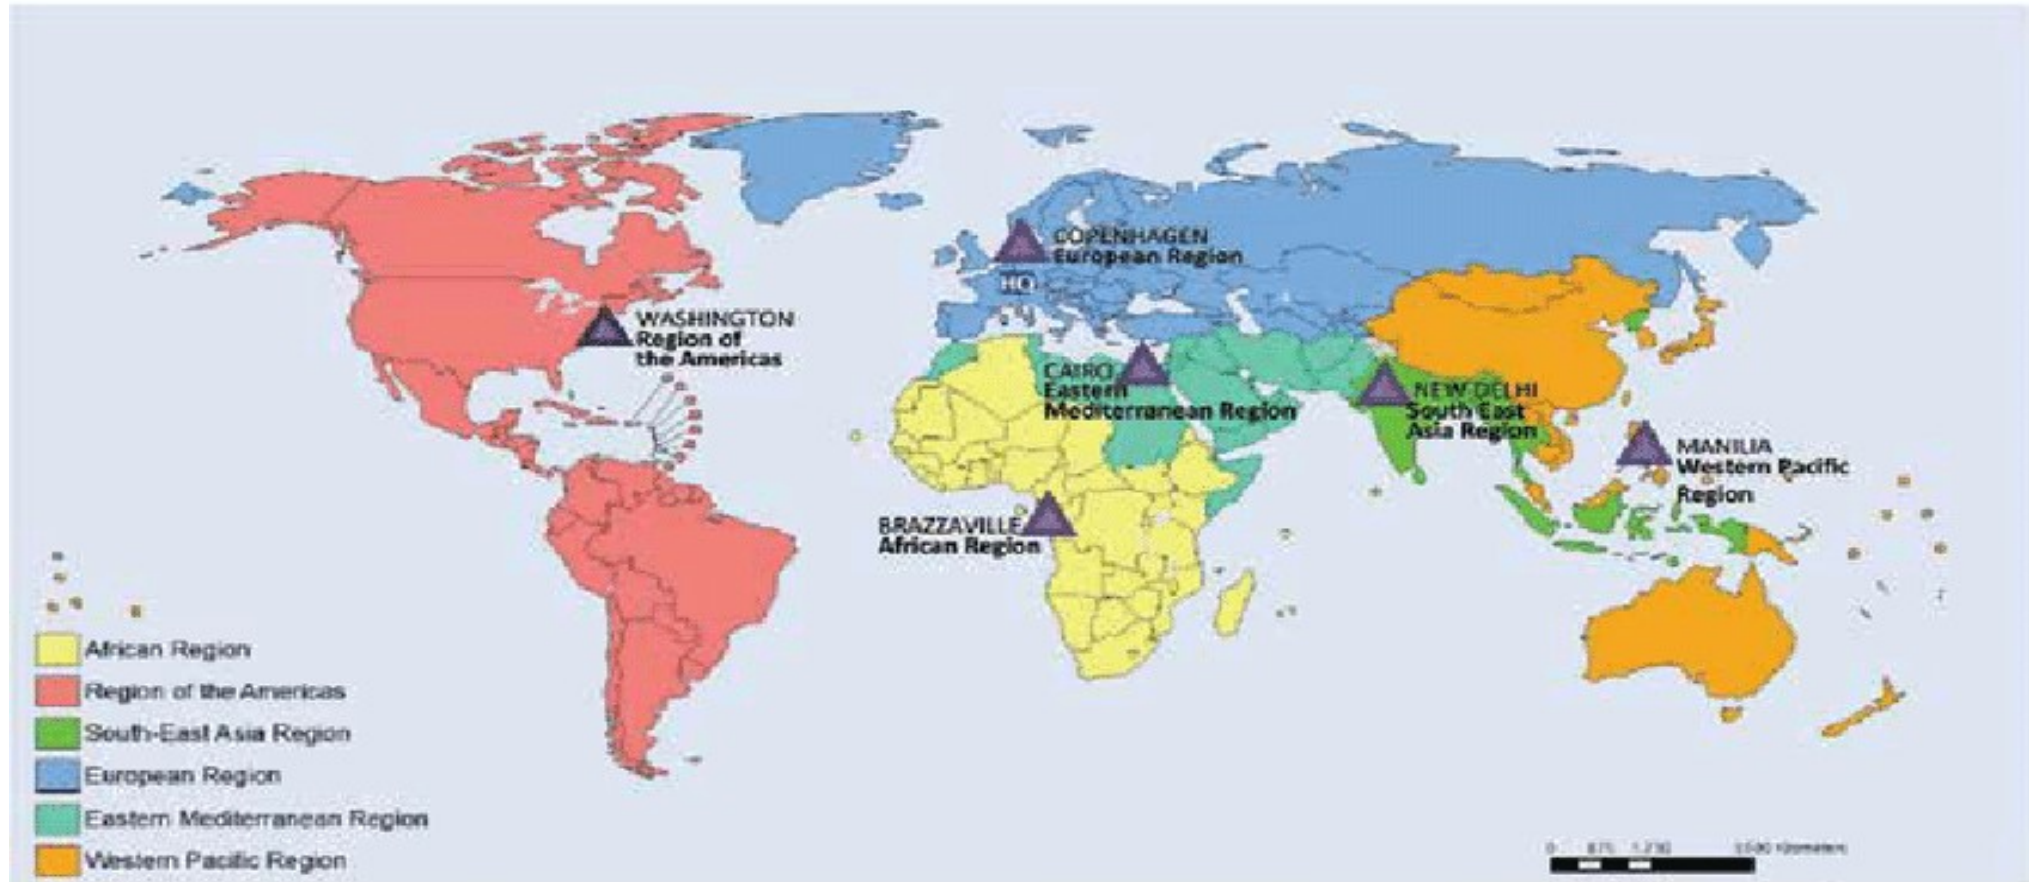 COPENHAGEN
European Region
HQ
WASHINGTON
Region of
the Americas
CAIRO
Eastern
Mediterranean Region
NEW DELHI
South East
Asia Region
MANILIA
Western Pacific
Region
BRAZZAVILLE
African Region
African Region
Region of the Americas
South-East Asia Region
European Region
Eastern Mediterranean Region
Western Pacific Region
0 Kilometers